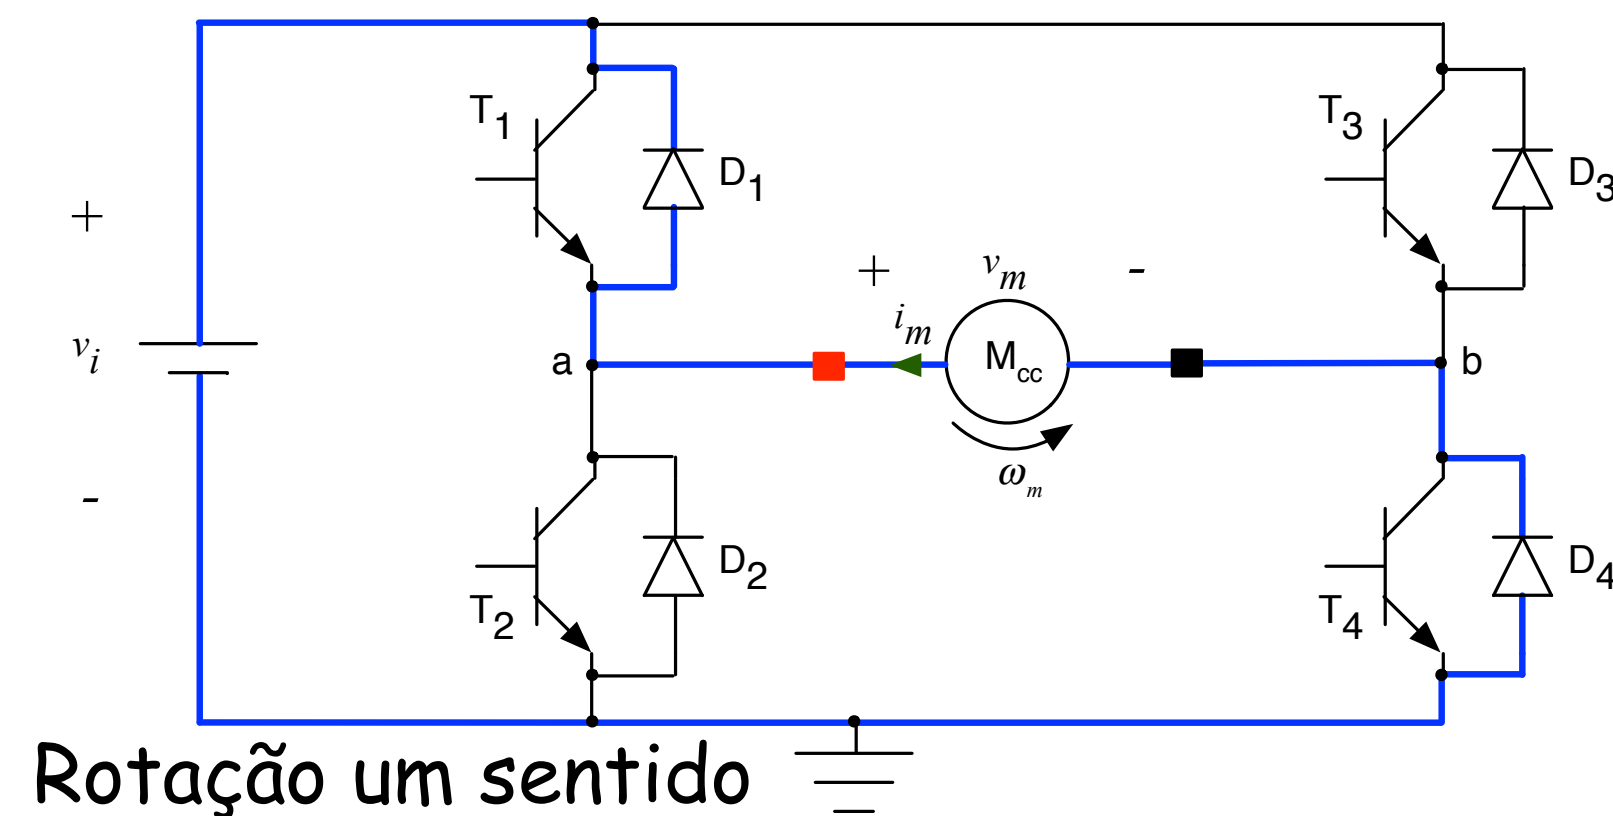 T1
D1
T3
D3
+
+
vm
-
im
vi
a
Mcc
b
ωm
-
D2
T2
D4
T4
Rotação um sentido